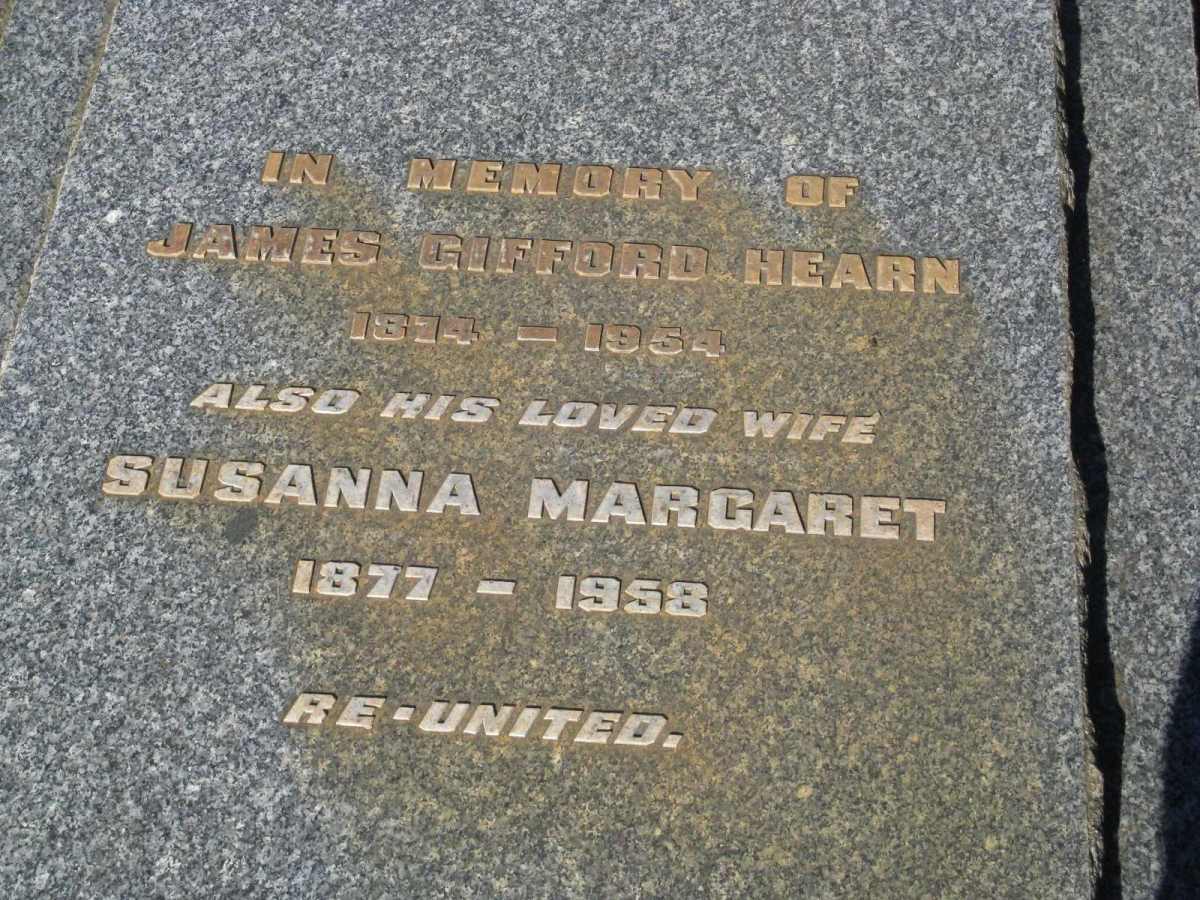 IN MEMORY OF
JAMES GIFFORD HEARN
1874 - 1954
ALSO HIS LOVED WIFE
SUSANNA MARGARET
1877 - 1958
RE-UNITED.